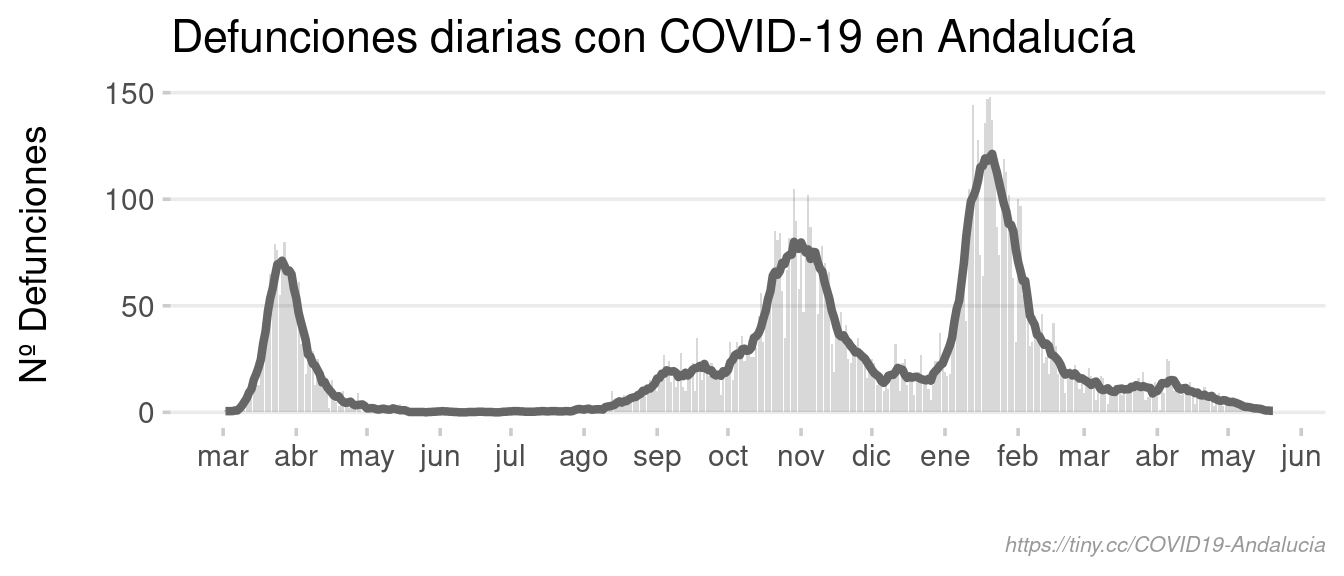 Defunciones diarias con COVID-19 en Andalucía
Nº Defunciones
150
100
50
0
mar abr may jun jul ago sep oct nov dic ene feb mar abr may jun
https://tiny.cc/COVID19-Andalucia